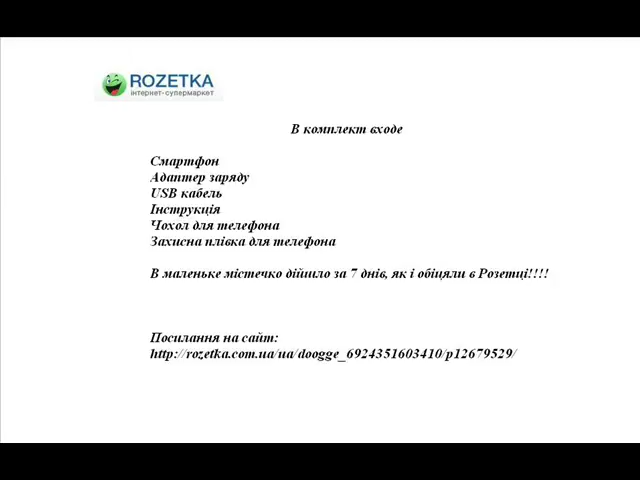 ROZETKA
інтернет-супермаркет
В комплект входе
Смартфон
Адаптер заряду
USB кабель
Інструкція
Чохол для телефона
Захисна плівка для телефона
В маленьке містечко дійшло за 7 днів, як і обіцяли в Розетці!!!!
Посилання на сайт:
http://rozetka.com.ua/ua/doogge_6924351603410/p12679529/